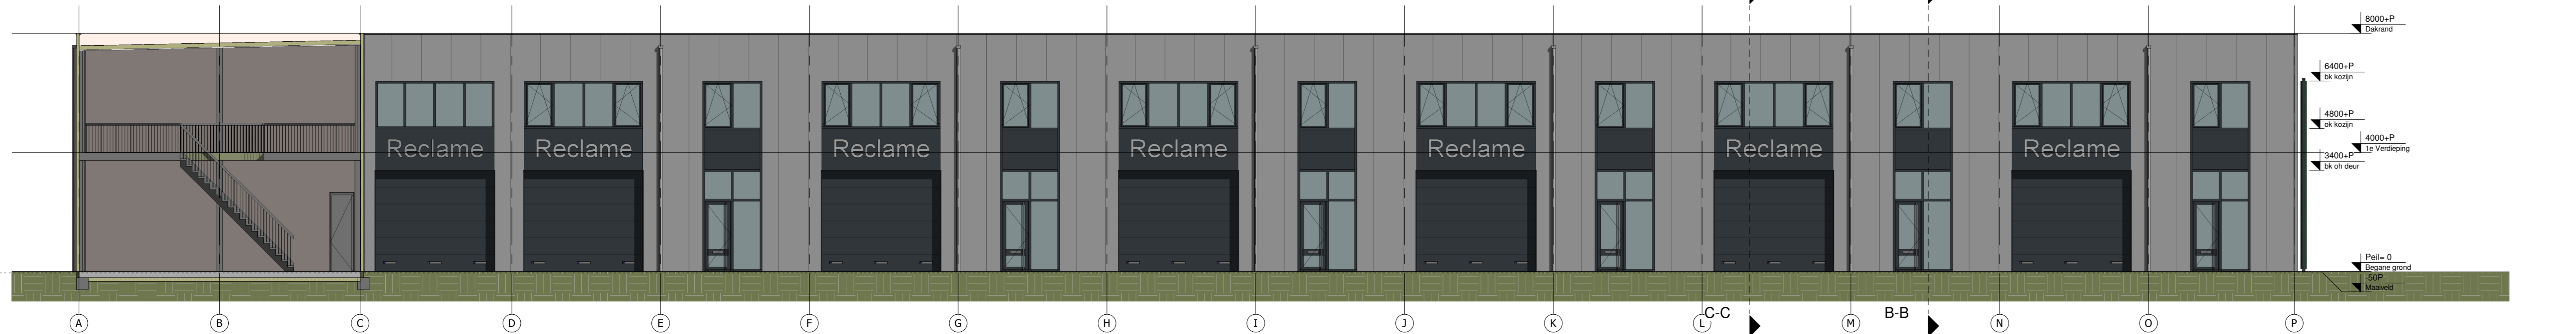 8000+P
Dakrand
6400+P
bk kozijn
4800+P
ok kozijn
4000+P
1e Verdieping
3400+P
bk oh deur
Reclame Reclame Reclame Reclame Reclame Reclame Reclame
Peil= 0
Begane grond
-50P
Maaiveld
C-C B-B
A B C D E F G H I J K L M N O P